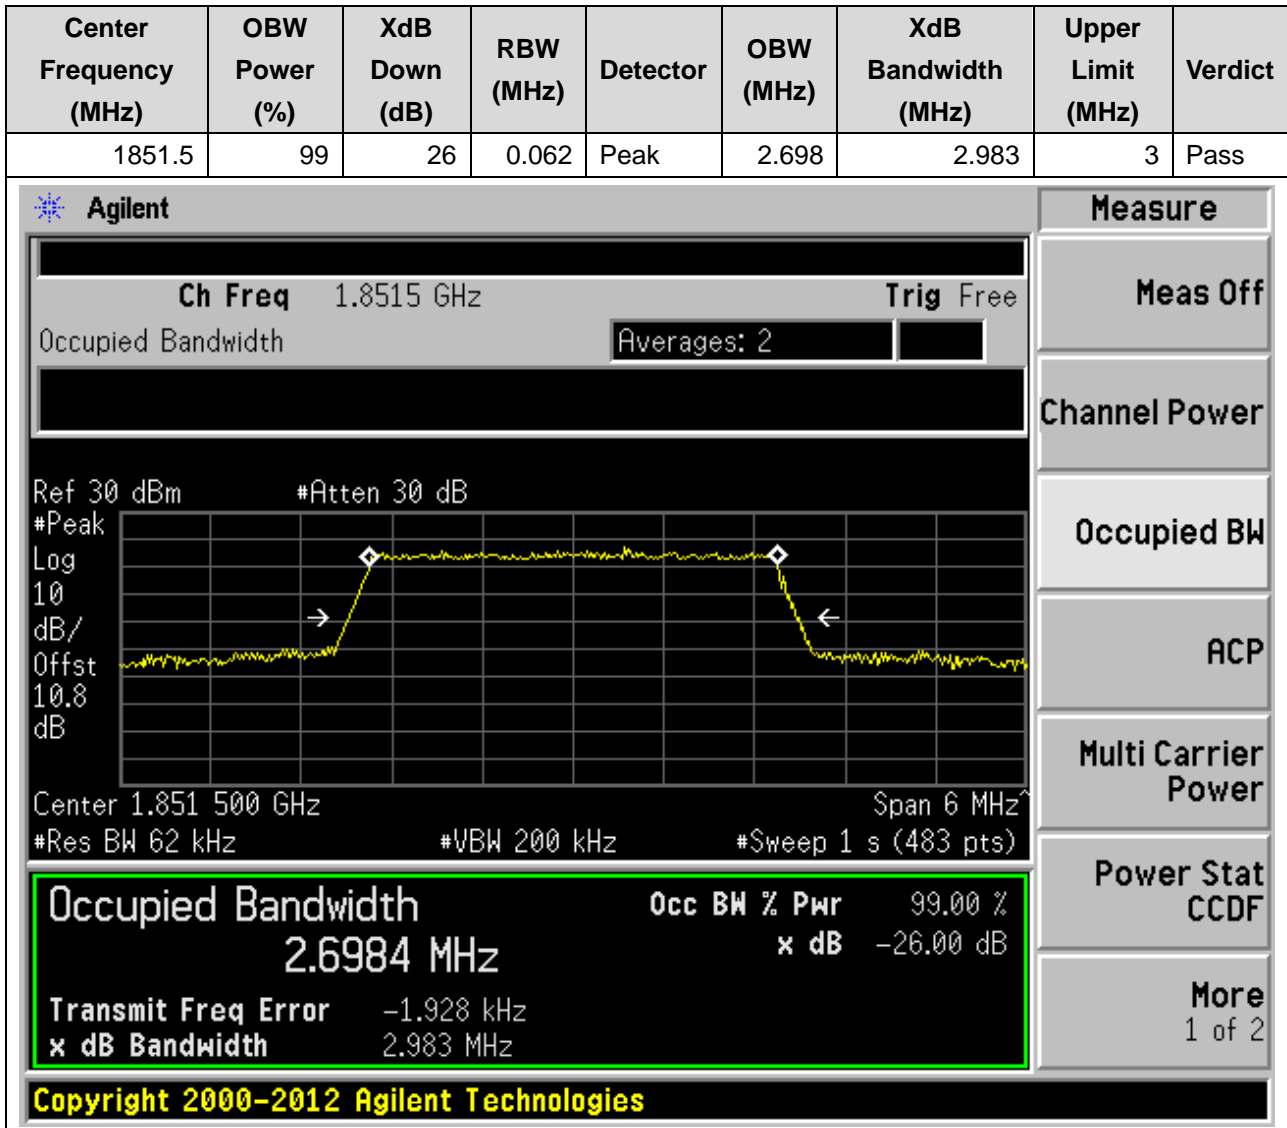 Center Frequency (MHz) OBW Power (%) XdB Down (dB) RBW (MHz) Detector OBW (MHz) XdB Bandwidth (MHz) Upper Limit (MHz) Verdict
1851.5 99 26 0.062 Peak 2.698 2.983 3 Pass
Agilent
Measure
Ch Freq 1.8515 GHz Trig Free
Occupied Bandwidth Averages: 2
Meas Off
Channel Power
Occupied BW
ACP
Multi Carrier
Power
Power Stat
CCDF
More
1 of 2
Ref 30 dBm #Atten 30 dB
#Peak
Log
10
dB/
Offst
10.8
dB
Center 1.851 500 GHz Span 6 MHz^
#Res BW 62 kHz #VBW 200 kHz #Sweep 1 s (483 pts)
Occupied Bandwidth Occ BW % Pwr 99.00 %
2.6984 MHz x dB -26.00 dB
Transmit Freq Error -1.928 kHz
x dB Bandwidth 2.983 MHz
Copyright 2000-2012 Agilent Technologies